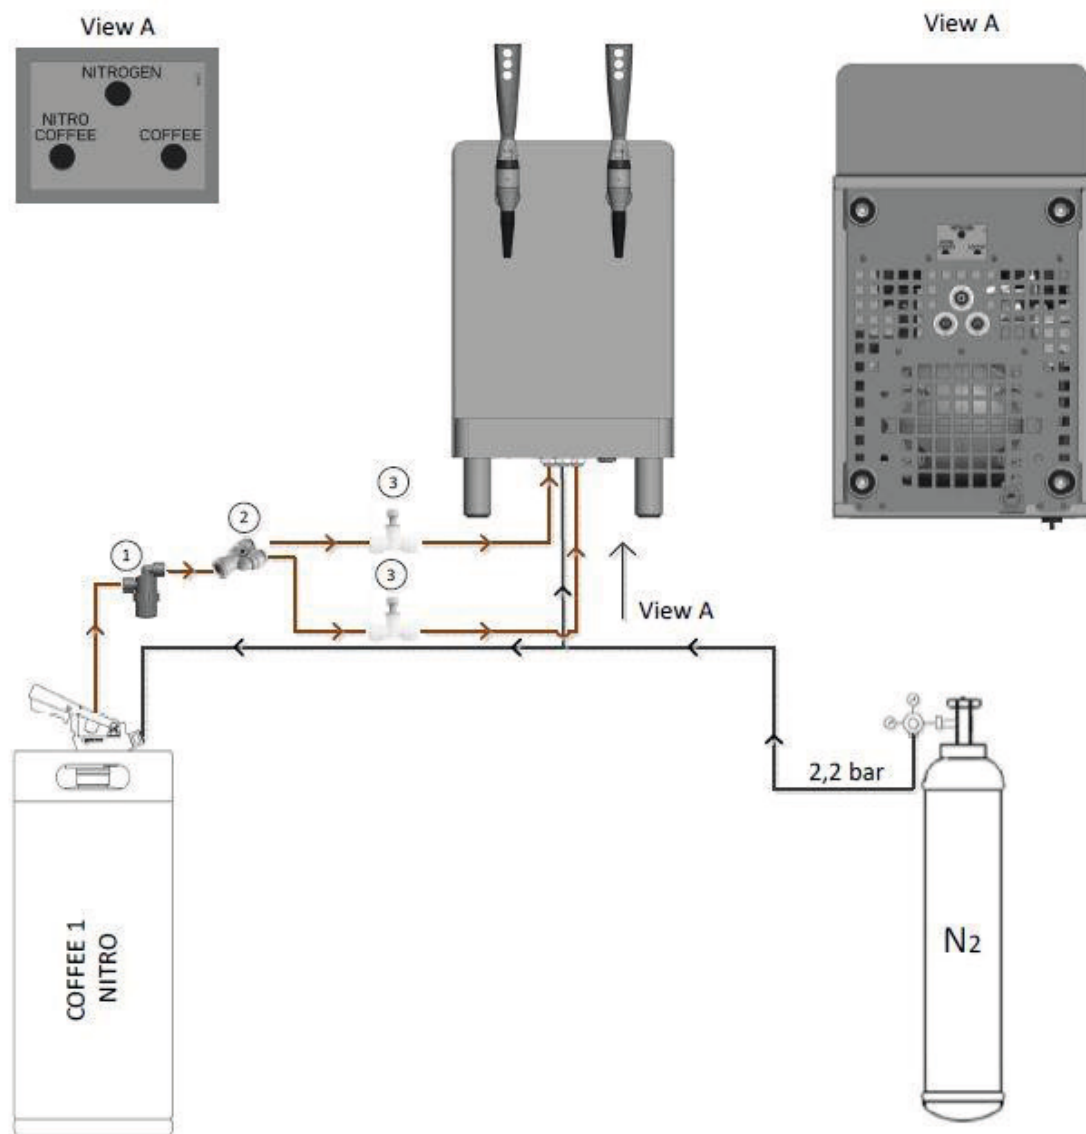 View A
View A
NITROGEN
NITRO
COFFEE
COFFEE
3
2
1
3
View A
2,2 bar
COFFEE 1
NITRO
N2